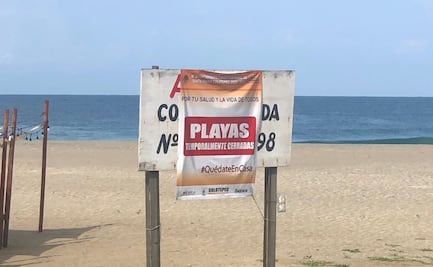 A
POR TU SALUD Y LA VIDA DE TODOS
CO DA
PLAYAS
TEMPORALMENTE CERRADAS
Nº 98
#QuédateEnCasa